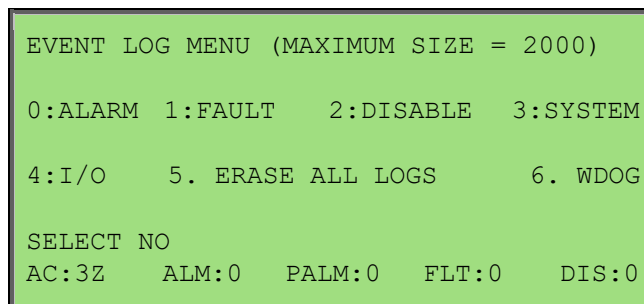 EVENT LOG MENU (MAXIMUM SIZE = 2000)
0:ALARM 1:FAULT 2:DISABLE 3:SYSTEM
4:I/O 5. ERASE ALL LOGS 6. WDOG
SELECT NO
AC:3Z ALM:0 PALM:0 FLT:0 DIS:0